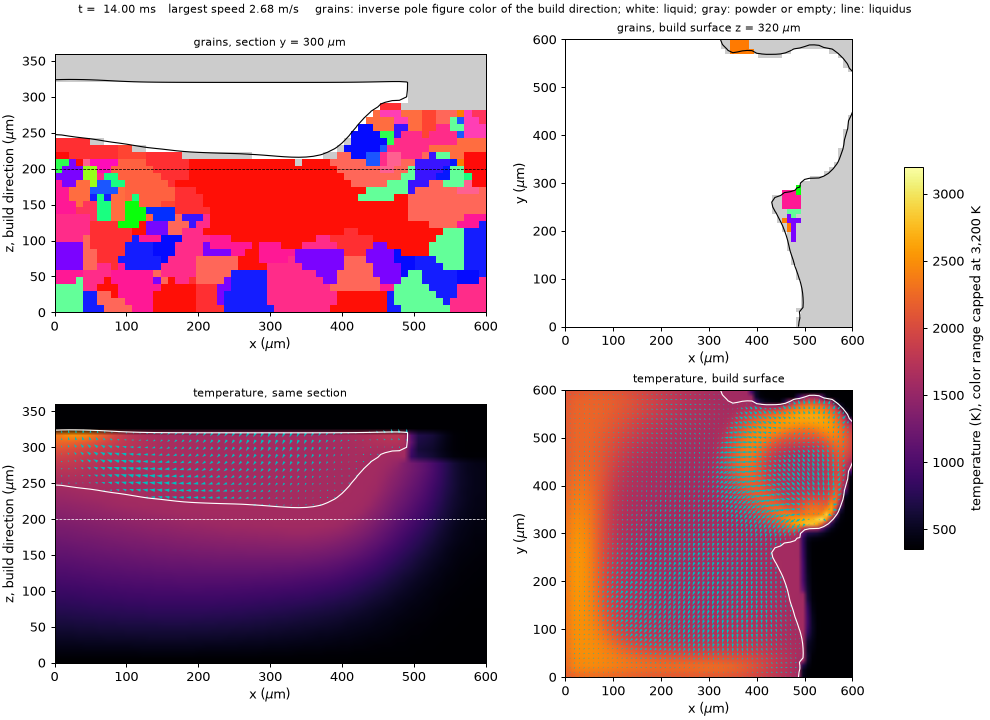 t =  14.00 ms   largest speed 2.68 m/s     grains: inverse pole figure color of the build direction; white: liquid; gray: powder or empty; line: liquidus
grains, section y = 300 μm
350
300
250
200
150
100
50
0
z, build direction (μm)
0 100 200 300 400 500 600
x (μm)
grains, build surface z = 320 μm
600
500
400
300
200
100
0
y (μm)
0 100 200 300 400 500 600
x (μm)
temperature, same section
350
300
250
200
150
100
50
0
z, build direction (μm)
0 100 200 300 400 500 600
x (μm)
temperature, build surface
600
500
400
300
200
100
0
y (μm)
0 100 200 300 400 500 600
x (μm)
3000
2500
2000
1500
1000
500
temperature (K), color range capped at 3,200 K